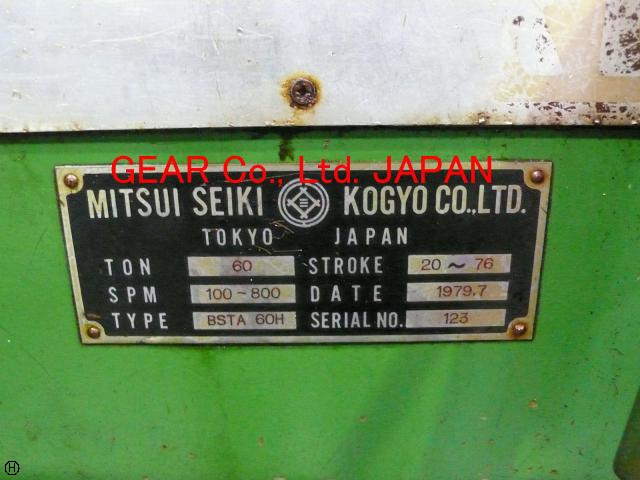 GEAR Co., Ltd. JAPAN
MITSUI SEIKI KOGYO CO.,LTD.
TOKYO JAPAN
TON 60 STROKE 20~76
SPM 100~800 DATE 1979.7
TYPE BSTA 60H SERIAL NO. 123
H